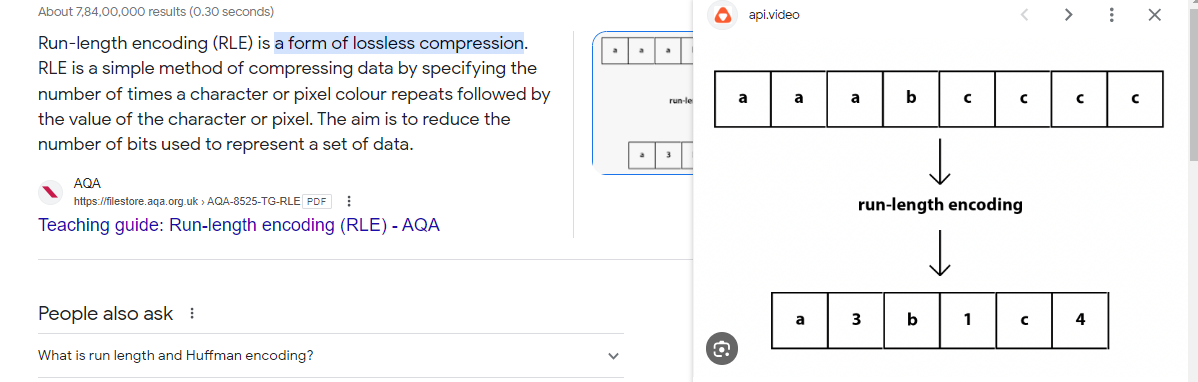 About 7,84,00,000 results (0.30 seconds)
Run-length encoding (RLE) is a form of lossless compression.
RLE is a simple method of compressing data by specifying the
number of times a character or pixel colour repeats followed by
the value of the character or pixel. The aim is to reduce the
number of bits used to represent a set of data.
AQA
https://filestore.aqa.org.uk › AQA-8525-TG-RLE PDF
Teaching guide: Run-length encoding (RLE) - AQA
People also ask
What is run length and Huffman encoding?
a a a
run-le
a 3
api.video
a a a b c c c c
run-length encoding
a 3 b 1 c 4